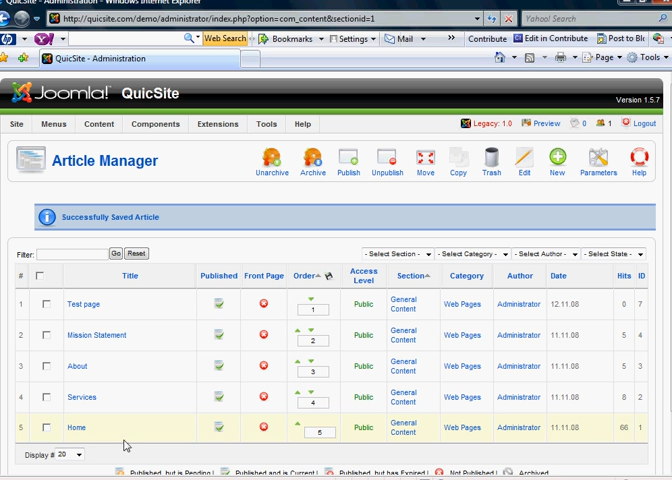 QuicSite - Administration - Windows Internet Explorer
http://quicsite.com/demo/administrator/index.php?option=com_content&sectionid=1
Yahoo! Search
hp Y! Web Search Bookmarks Settings Mail Contribute Edit in Contribute Post to Bl
QuicSite - Administration Page Tools
Joomla! QuicSite Version 1.5.7
Site Menus Content Components Extensions Tools Help Legacy: 1.0 Preview 0 1 Logout
Article Manager
Unarchive Archive Publish Unpublish Move Copy Trash Edit New Parameters Help
Successfully Saved Article
Filter: Go Reset - Select Section - - Select Category - - Select Author - - Select State -
# Title Published Front Page Order Access Level Section Category Author Date Hits ID
1 Test page 1 Public General Content Web Pages Administrator 12.11.08 0 7
2 Mission Statement 2 Public General Content Web Pages Administrator 11.11.08 5 4
3 About 3 Public General Content Web Pages Administrator 11.11.08 5 3
4 Services 4 Public General Content Web Pages Administrator 11.11.08 8 2
5 Home 5 Public General Content Web Pages Administrator 11.11.08 66 1
Display # 20
Published, but is Pending | Published and is Current | Published, but has Expired | Not Published | Archived